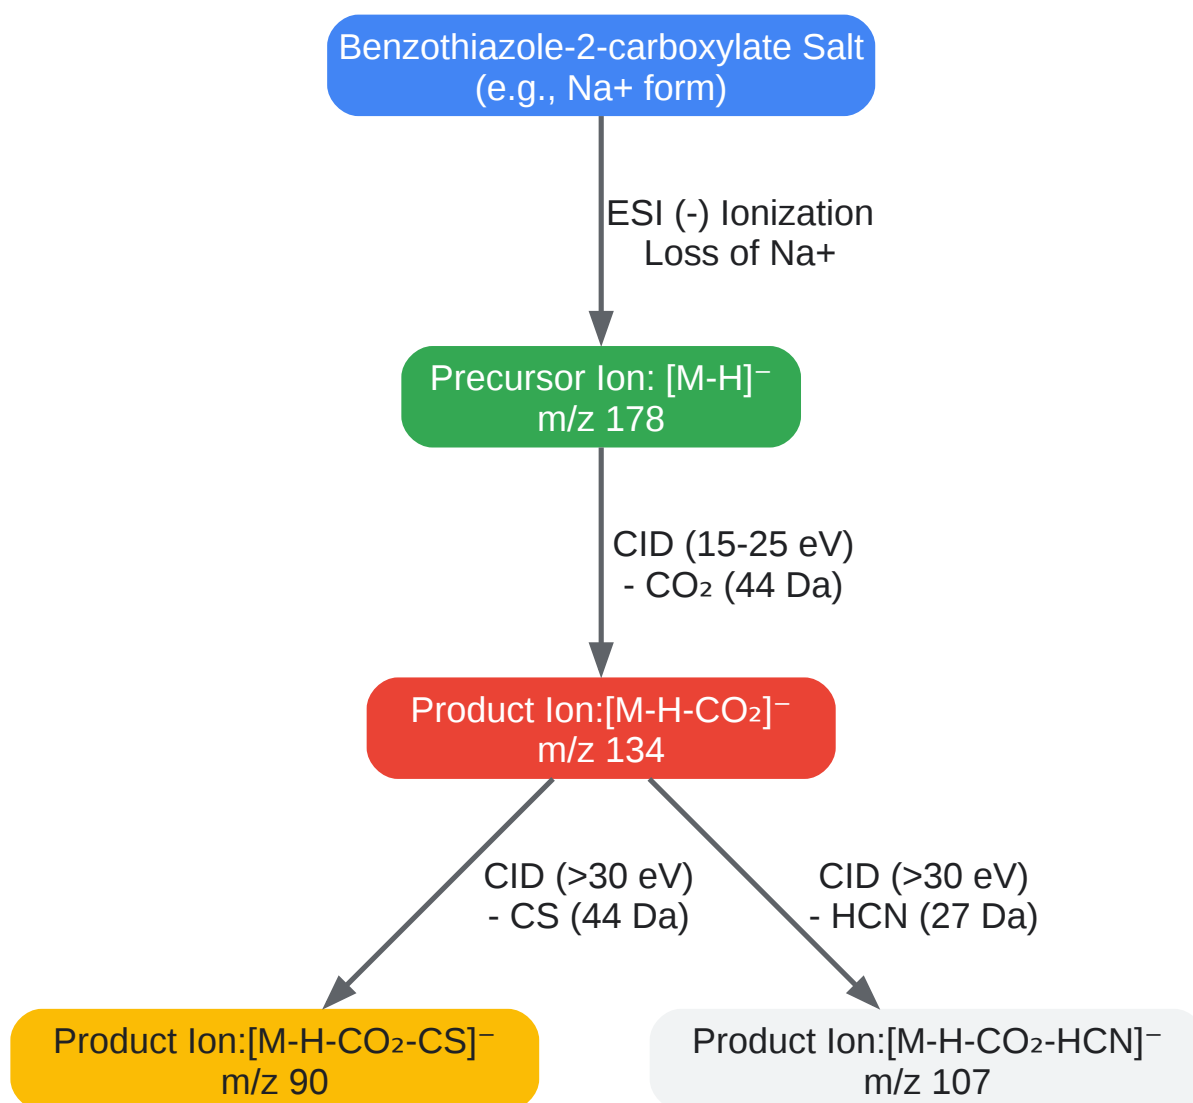 Benzothiazole-2-carboxylate Salt
(e.g., Na+ form)
ESI (-) Ionization
Loss of Na+
Precursor Ion: [M-H]⁻
m/z 178
CID (15-25 eV)
- CO₂ (44 Da)
Product Ion:[M-H-CO₂]⁻
m/z 134
CID (>30 eV)
- CS (44 Da)
CID (>30 eV)
- HCN (27 Da)
Product Ion:[M-H-CO₂-CS]⁻
m/z 90
Product Ion:[M-H-CO₂-HCN]⁻
m/z 107